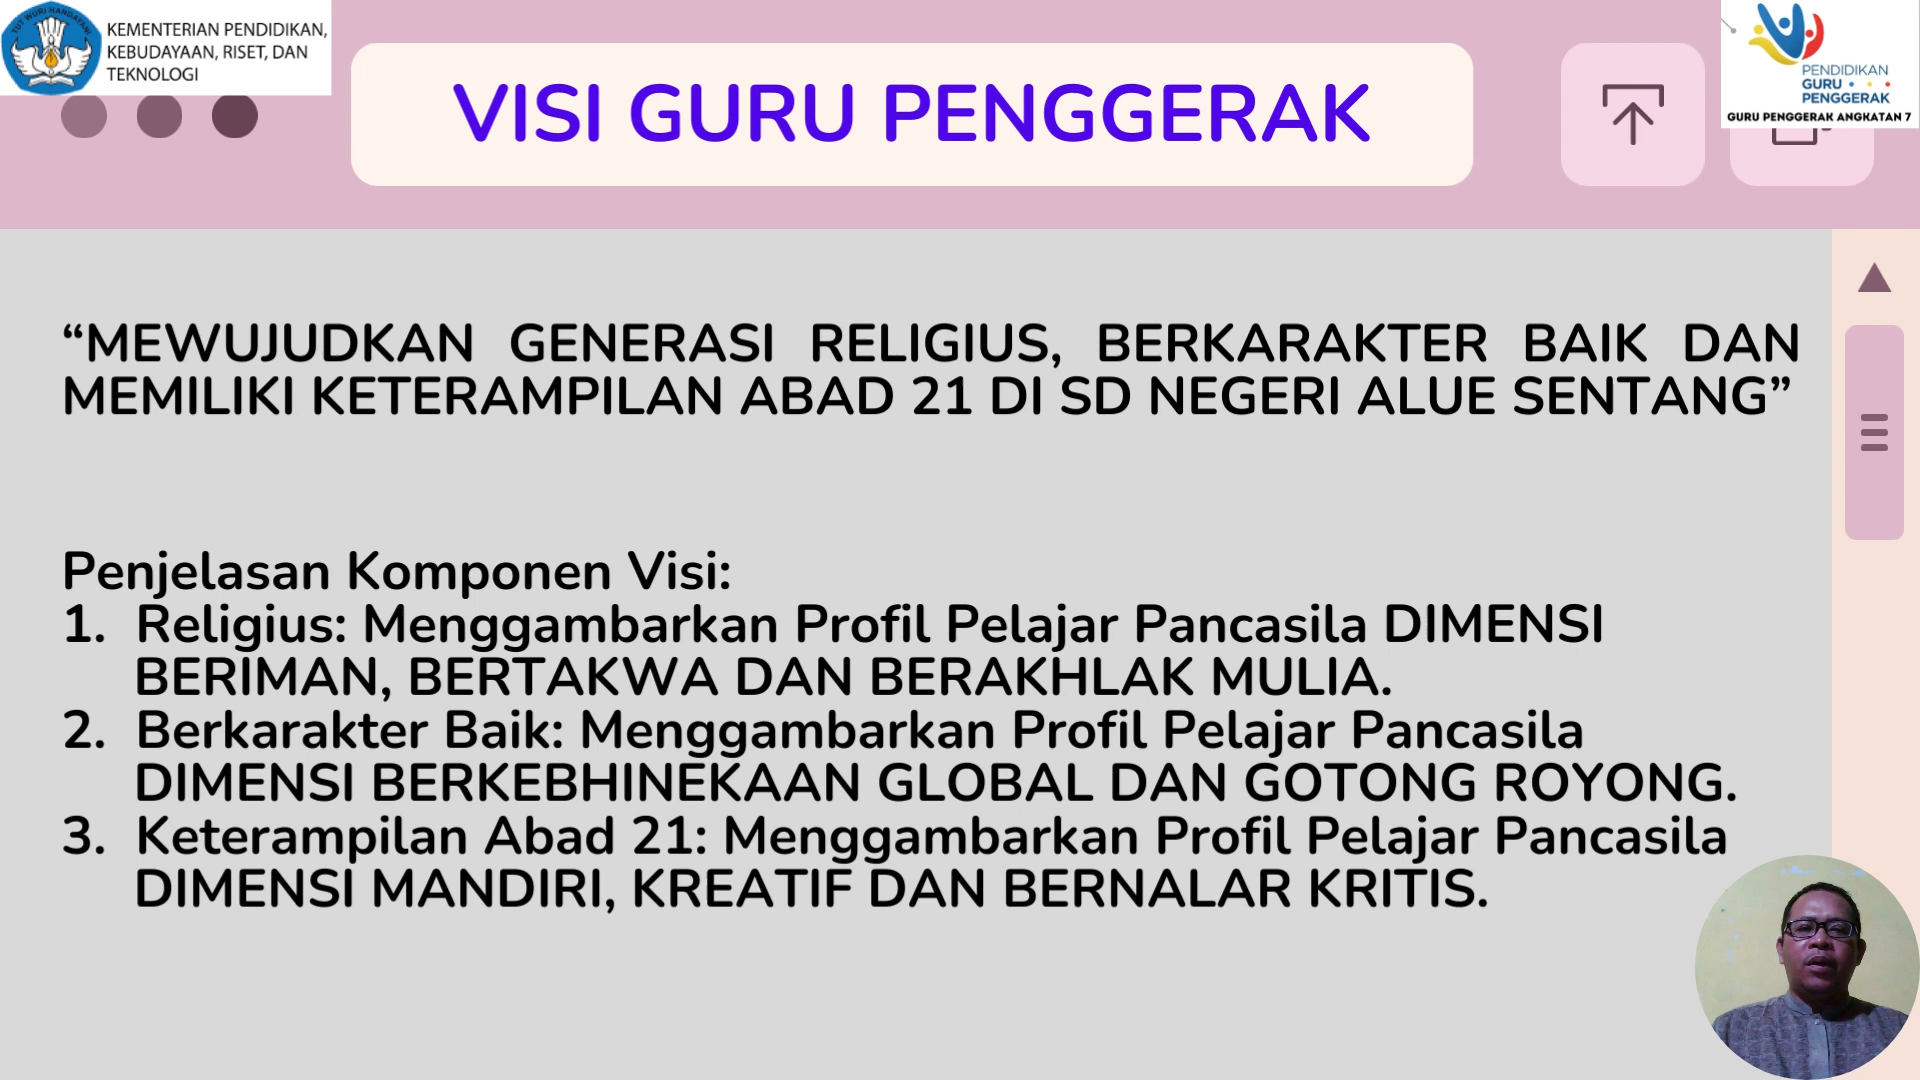 TUT WURI HANDAYANI
KEMENTERIAN PENDIDIKAN,
KEBUDAYAAN, RISET, DAN
TEKNOLOGI
VISI GURU PENGGERAK
PENDIDIKAN
GURU
PENGGERAK
GURU PENGGERAK ANGKATAN 7
“MEWUJUDKAN GENERASI RELIGIUS, BERKARAKTER BAIK DAN
MEMILIKI KETERAMPILAN ABAD 21 DI SD NEGERI ALUE SENTANG”
Penjelasan Komponen Visi:
1. Religius: Menggambarkan Profil Pelajar Pancasila DIMENSI
BERIMAN, BERTAKWA DAN BERAKHLAK MULIA.
2. Berkarakter Baik: Menggambarkan Profil Pelajar Pancasila
DIMENSI BERKEBHINEKAAN GLOBAL DAN GOTONG ROYONG.
3. Keterampilan Abad 21: Menggambarkan Profil Pelajar Pancasila
DIMENSI MANDIRI, KREATIF DAN BERNALAR KRITIS.